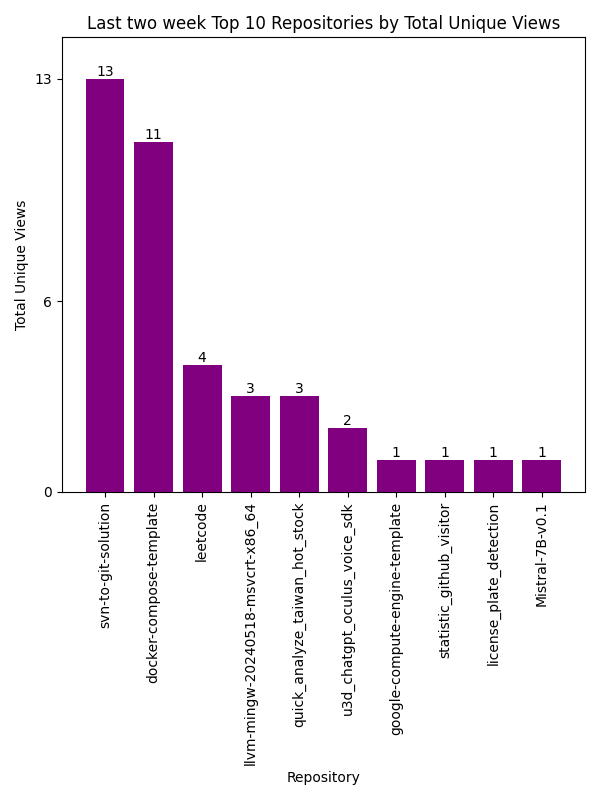 Last two week Top 10 Repositories by Total Unique Views
13
6
0
Total Unique Views
13
11
4
3
3
2
1
1
1
1
svn-to-git-solution
docker-compose-template
leetcode
llvm-mingw-20240518-msvcrt-x86_64
quick_analyze_taiwan_hot_stock
u3d_chatgpt_oculus_voice_sdk
google-compute-engine-template
statistic_github_visitor
license_plate_detection
Mistral-7B-v0.1
Repository